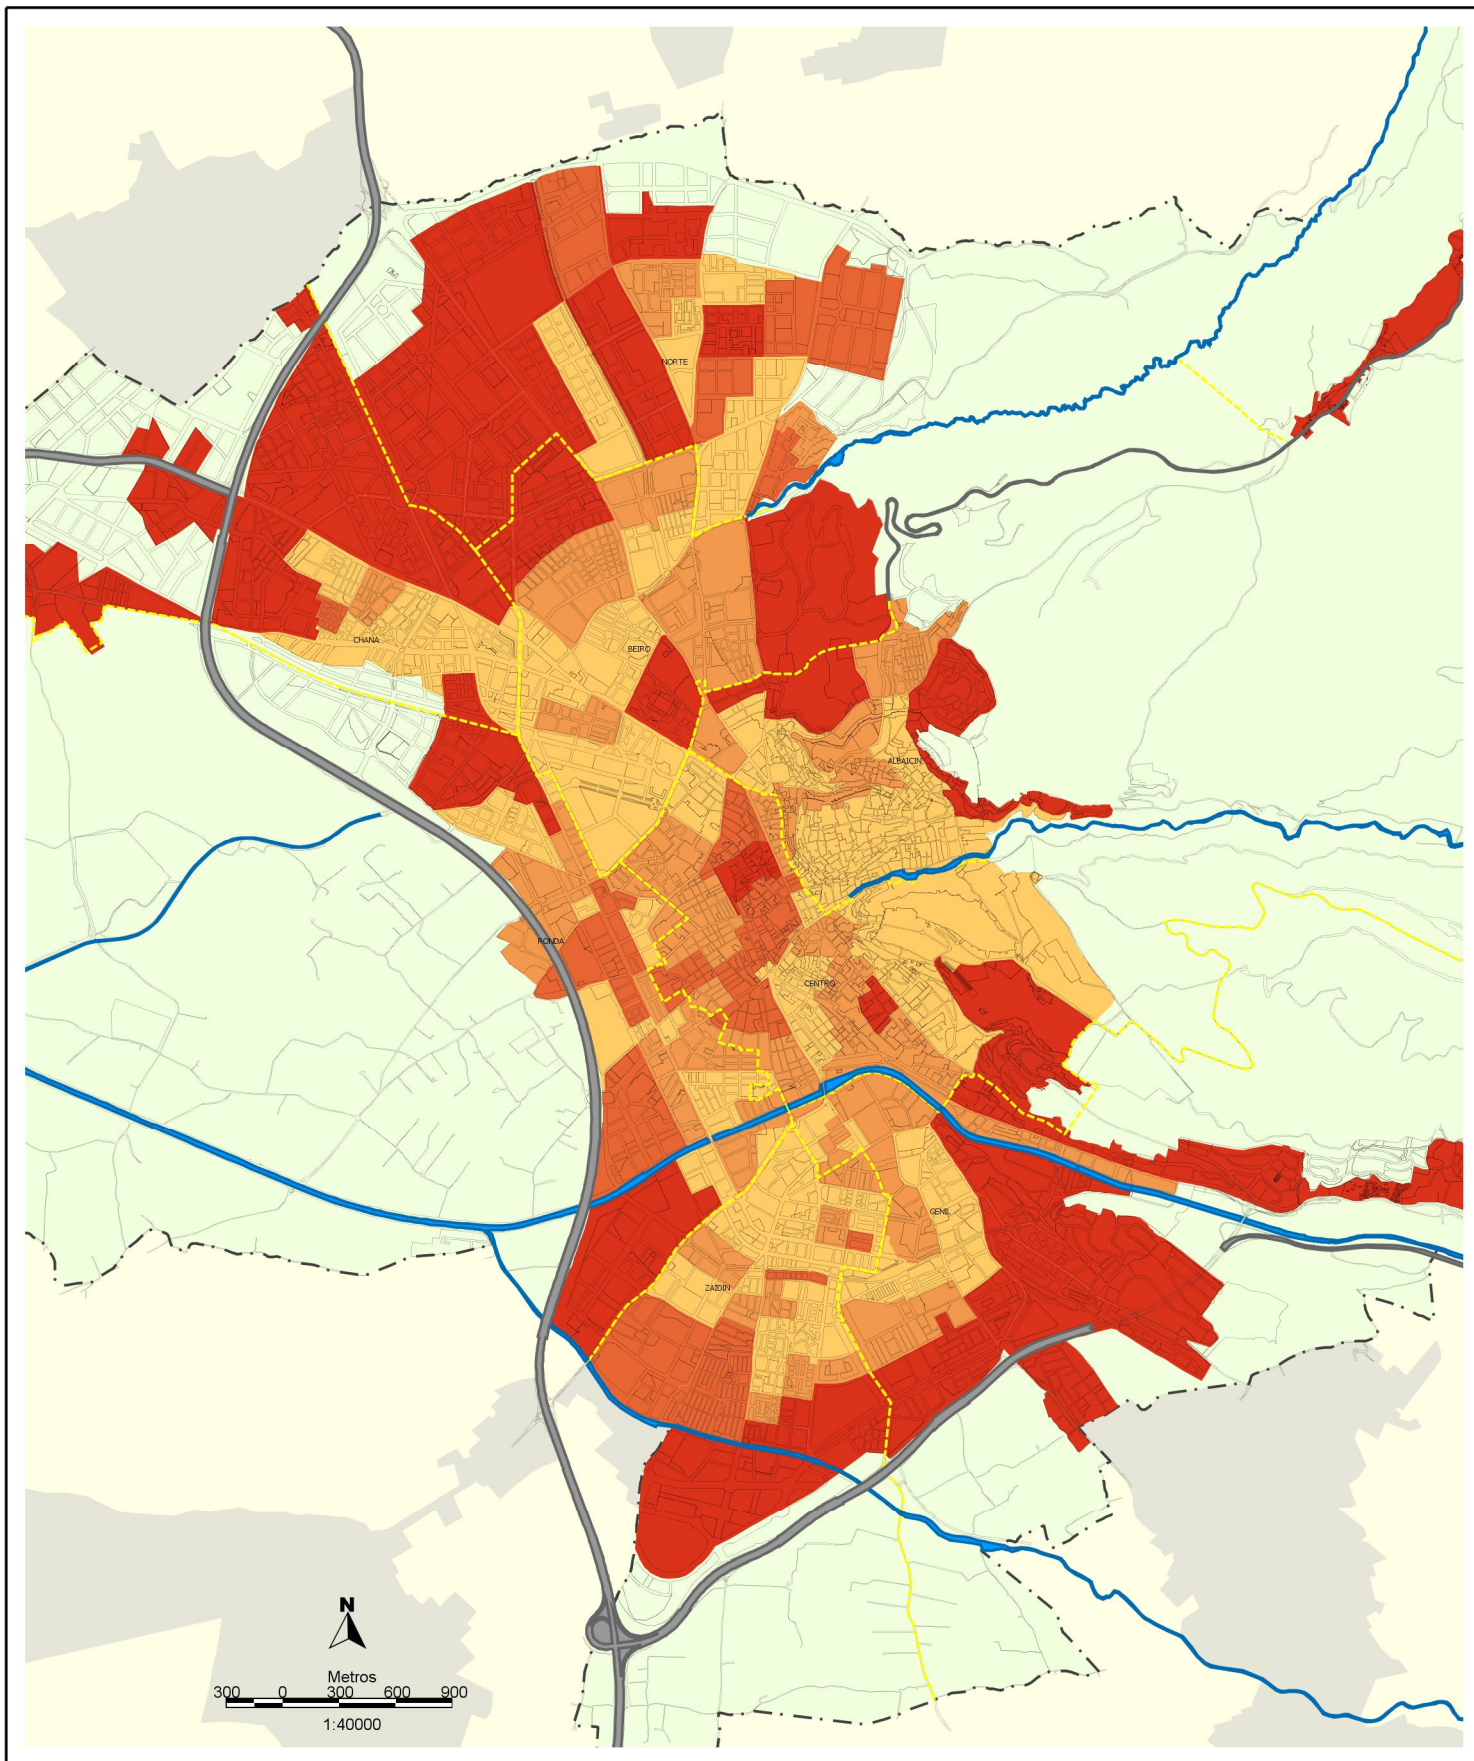 NORTE
CHANA
BEIRO
ALBAICIN
RONDA
CENTRO
GENIL
ZAIDIN
N
Metros
300 0 300 600 900
1:40000